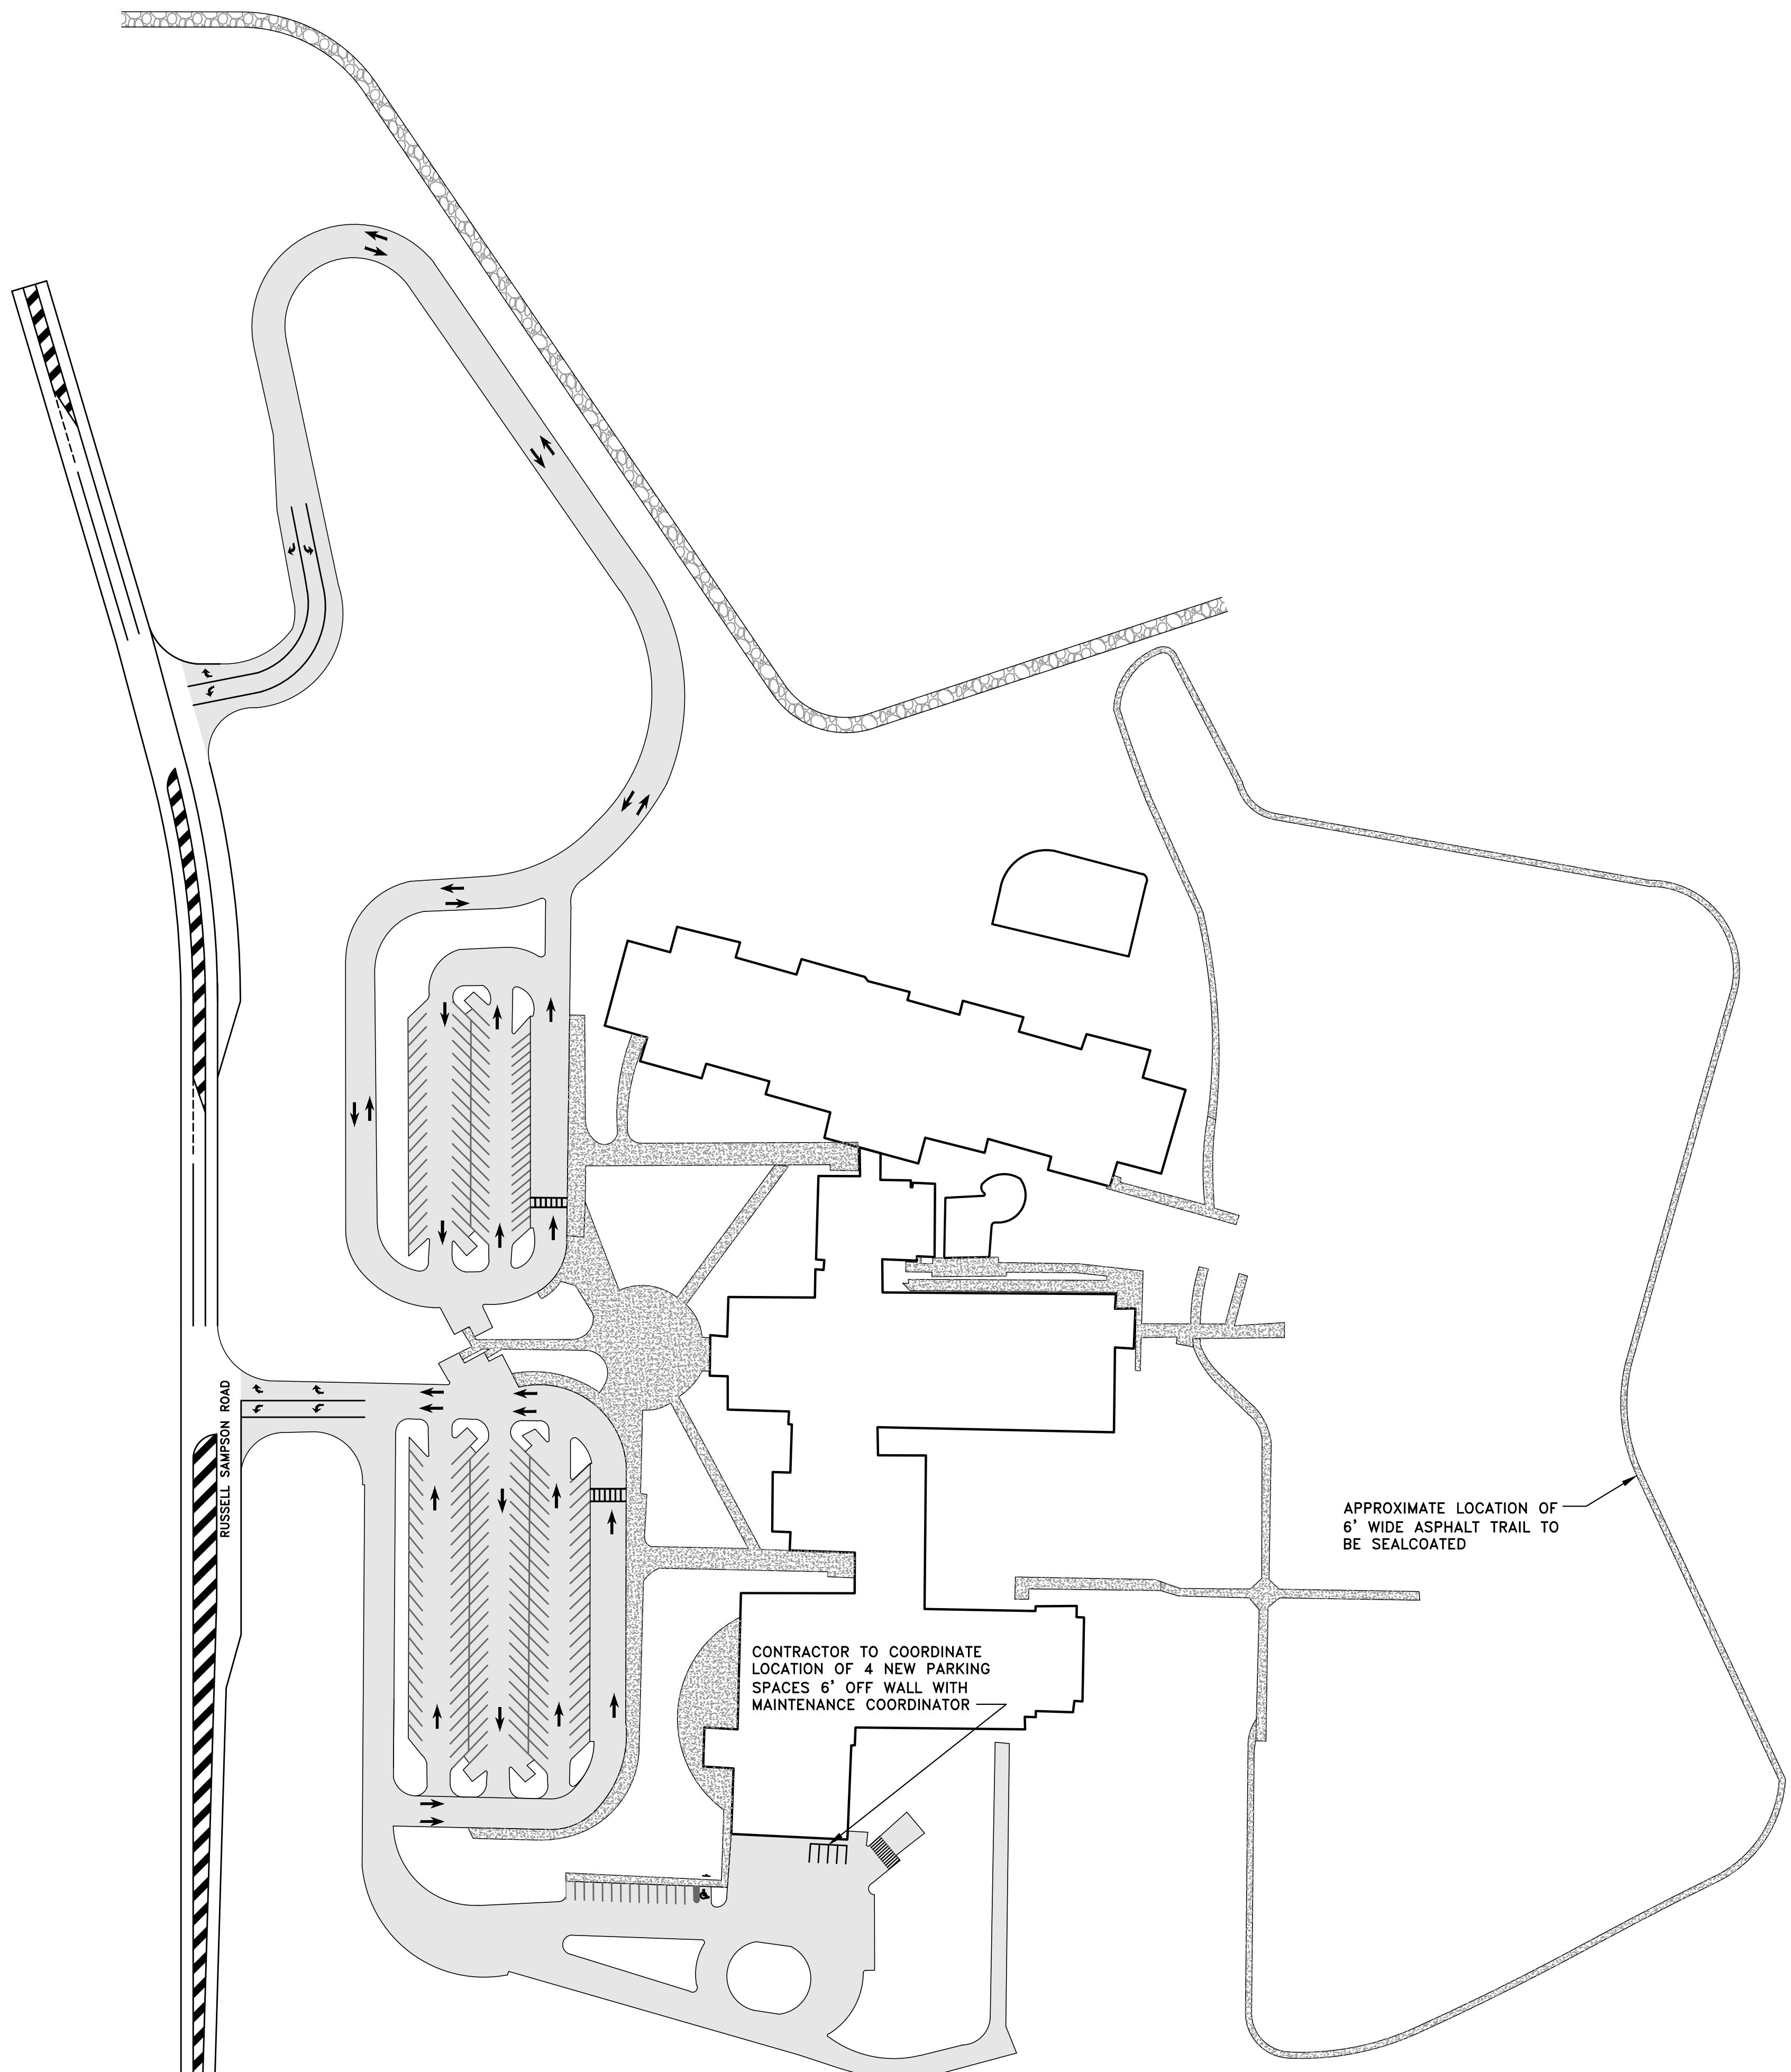 RUSSELL SAMPSON ROAD
APPROXIMATE LOCATION OF
6' WIDE ASPHALT TRAIL TO
BE SEALCOATED
CONTRACTOR TO COORDINATE
LOCATION OF 4 NEW PARKING
SPACES 6' OFF WALL WITH
MAINTENANCE COORDINATOR